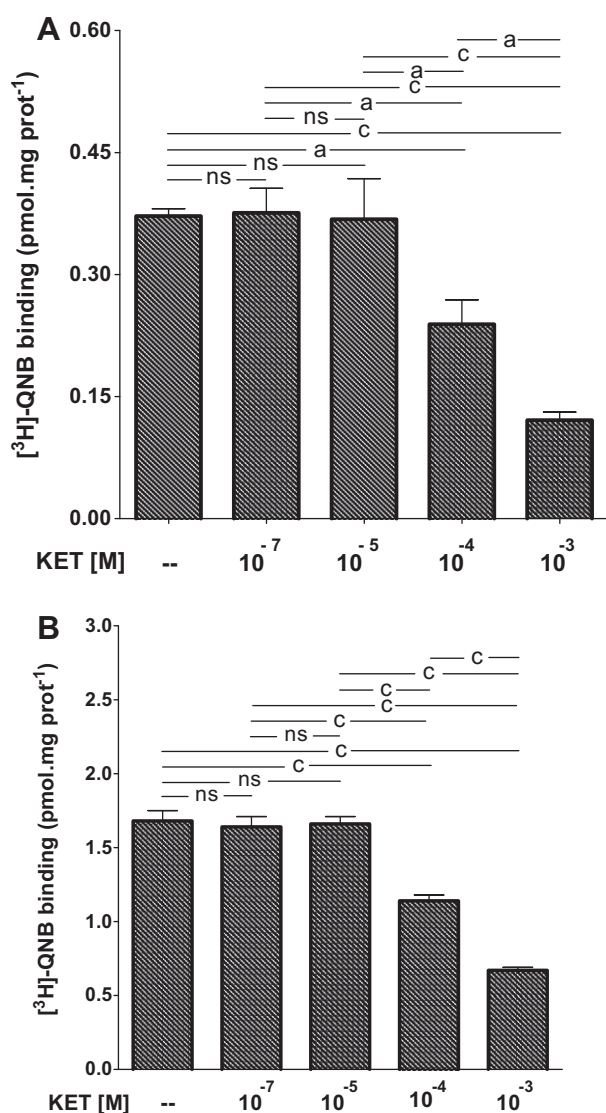 A
0.60
a
c
a
c
a
ns
c
0.45
a
ns
ns
0.30
0.15
0.00
[³H]-QNB binding (pmol.mg prot⁻¹)
KET [M] -- 10⁻⁷ 10⁻⁵ 10⁻⁴ 10⁻³
B
3.0
c
c
2.5
c
c
c
ns
c
2.0
c
ns
ns
1.5
1.0
0.5
0.0
[³H]-QNB binding (pmol.mg prot⁻¹)
KET [M] -- 10⁻⁷ 10⁻⁵ 10⁻⁴ 10⁻³